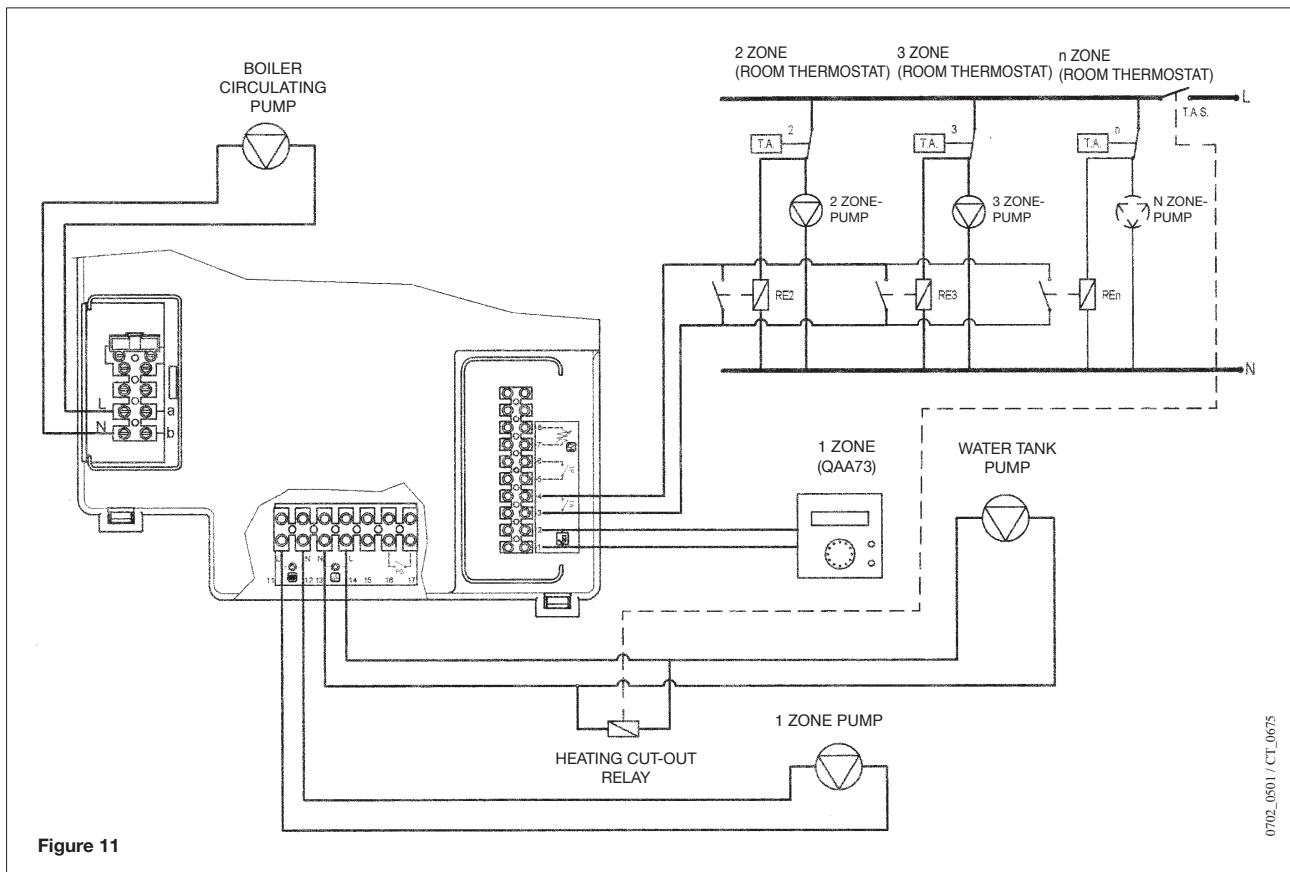 BOILER
CIRCULATING
PUMP
2 ZONE
(ROOM THERMOSTAT)
3 ZONE
(ROOM THERMOSTAT)
n ZONE
(ROOM THERMOSTAT)
L
T.A.S.
2
T.A.
3
T.A.
n
T.A.
2 ZONE-
PUMP
3 ZONE-
PUMP
N ZONE-
PUMP
RE2
RE3
REn
N
L
a
N
b
8
7
6
5
4
3
2
1
1 ZONE
(QAA73)
WATER TANK
PUMP
L
N
N
L
11
12
13
14
15
16
17
HEATING CUT-OUT
RELAY
1 ZONE PUMP
Figure 11
0702_0501 / CT_0675